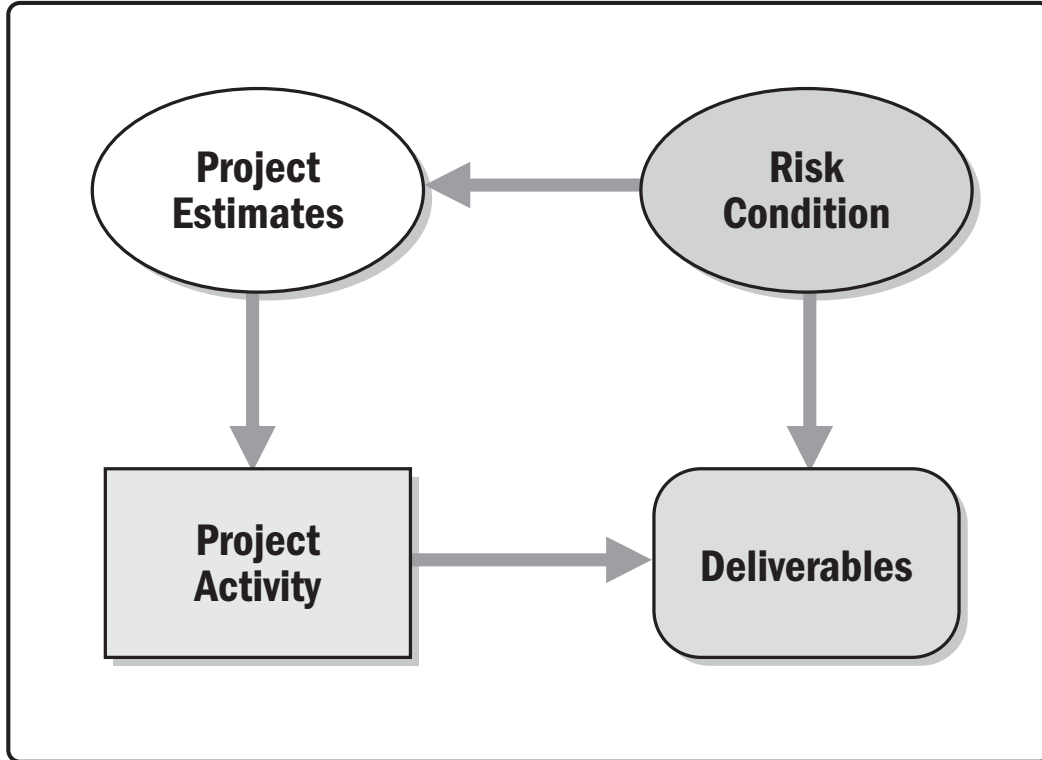 Project
Estimates
Risk
Condition
Project
Activity
Deliverables